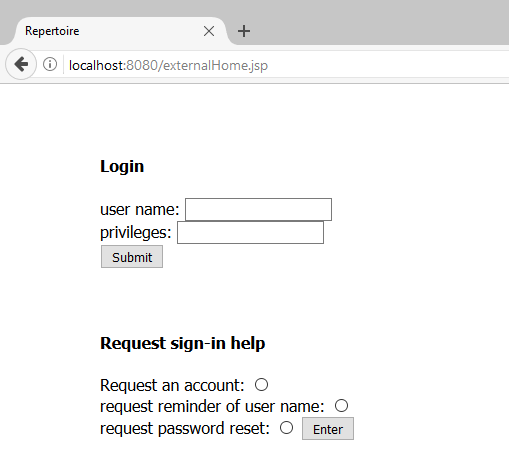 Repertoire
localhost:8080/externalHome.jsp
Login
user name:
privileges:
Submit
Request sign-in help
Request an account:
request reminder of user name:
request password reset: Enter